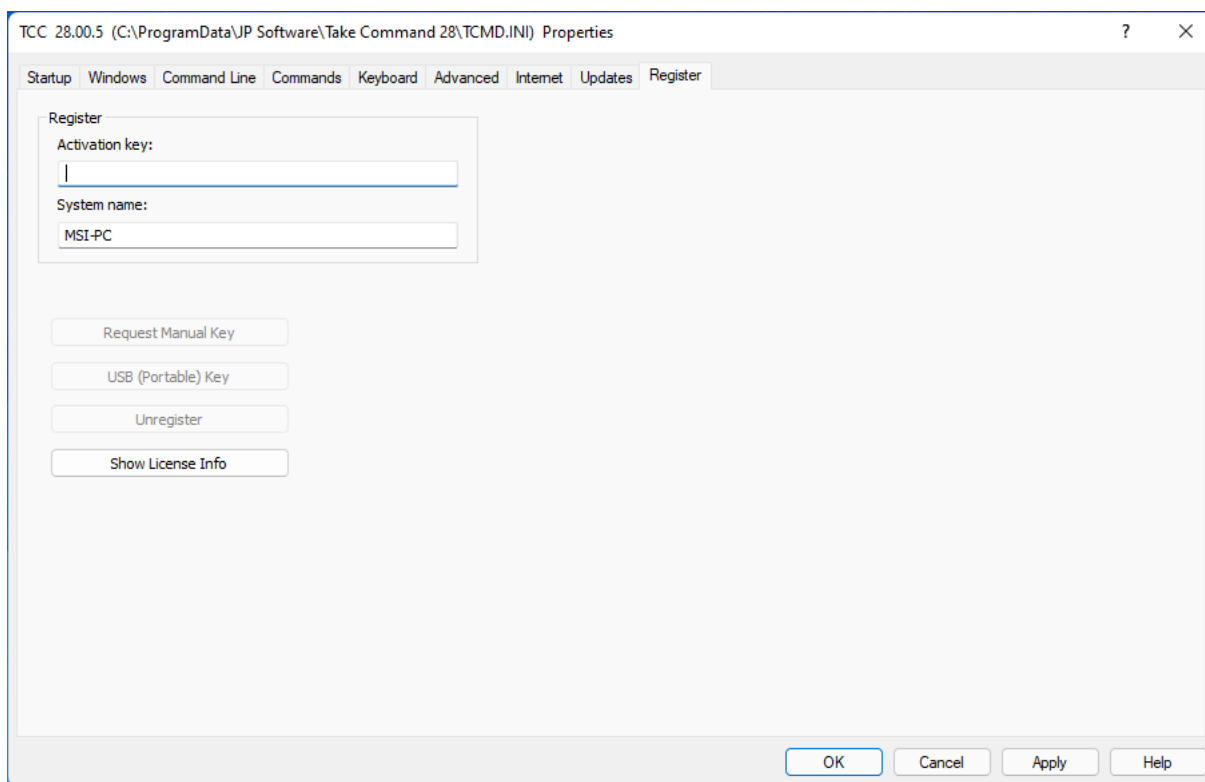 TCC 28.00.5 (C:\ProgramData\JP Software\Take Command 28\TCMD.INI) Properties
?
Startup Windows Command Line Commands Keyboard Advanced Internet Updates Register
Register
Activation key:
System name:
MSI-PC
Request Manual Key
USB (Portable) Key
Unregister
Show License Info
OK Cancel Apply Help